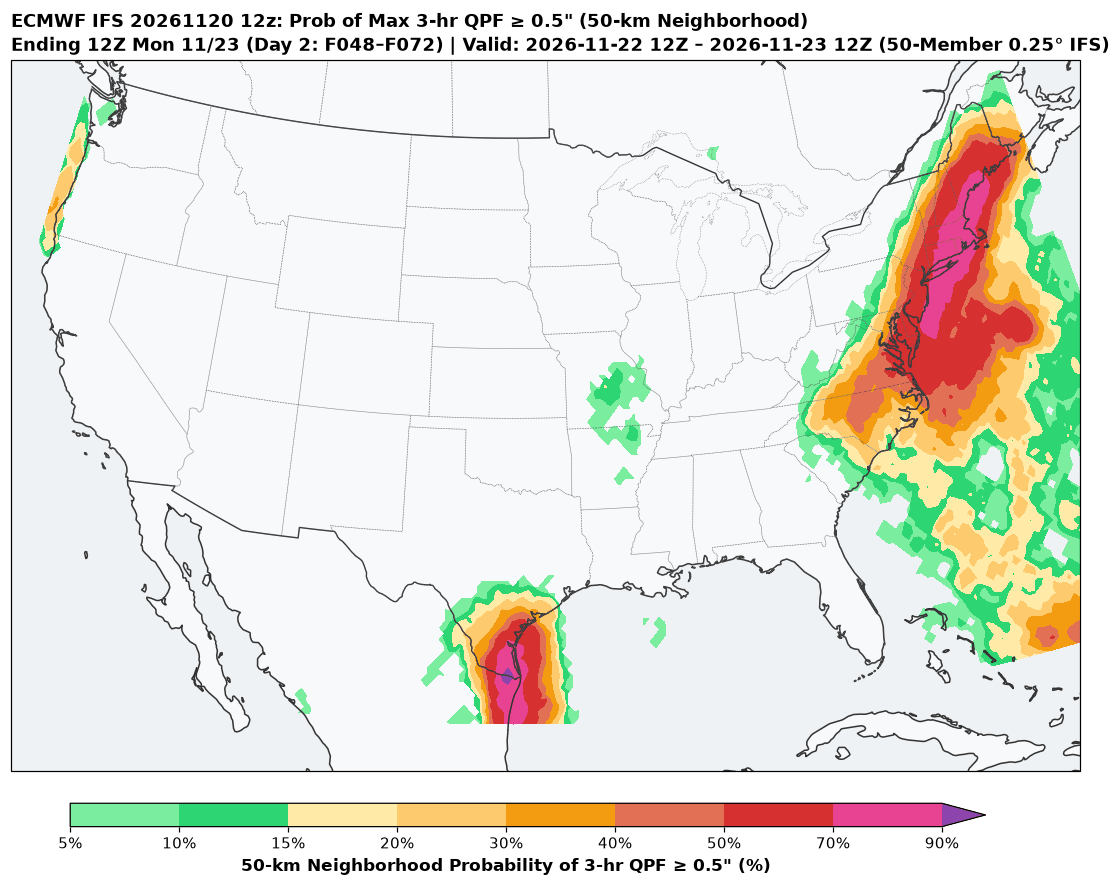 ECMWF IFS 20261120 12z: Prob of Max 3-hr QPF ≥ 0.5" (50-km Neighborhood)
Ending 12Z Mon 11/23 (Day 2: F048–F072) | Valid: 2026-11-22 12Z – 2026-11-23 12Z (50-Member 0.25° IFS)
5% 10% 15% 20% 30% 40% 50% 70% 90%
50-km Neighborhood Probability of 3-hr QPF ≥ 0.5" (%)